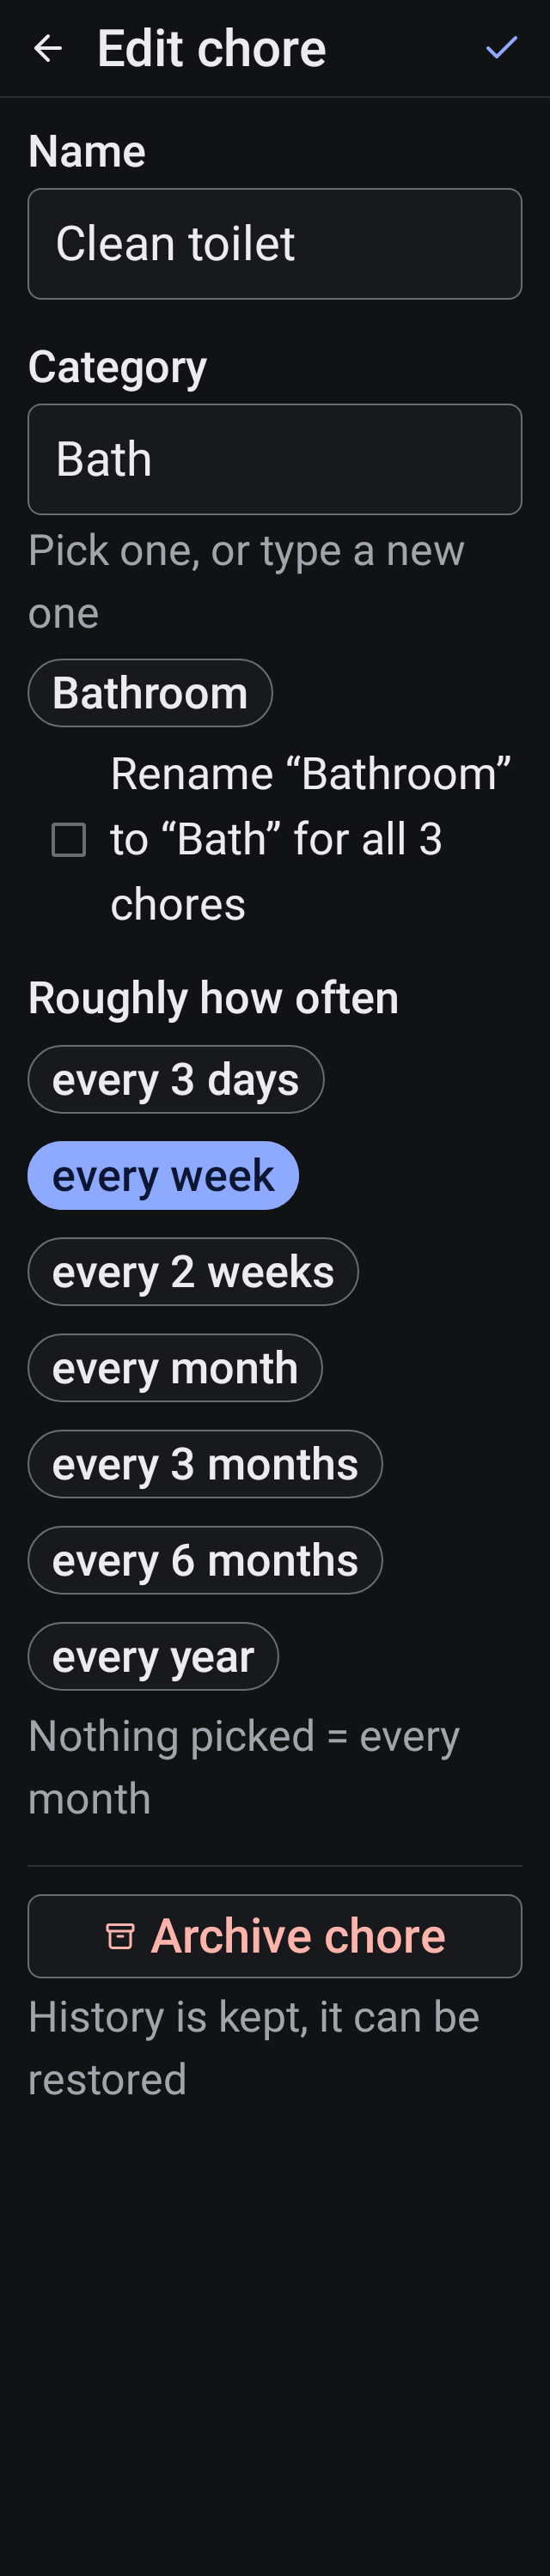 Edit chore
Name
Clean toilet
Category
Bath
Pick one, or type a new
one
Bathroom
Rename “Bathroom”
to “Bath” for all 3
chores
Roughly how often
every 3 days
every week
every 2 weeks
every month
every 3 months
every 6 months
every year
Nothing picked = every
month
Archive chore
History is kept, it can be
restored